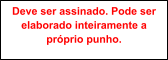 Deve ser assinado. Pode ser
elaborado inteiramente a
próprio punho.